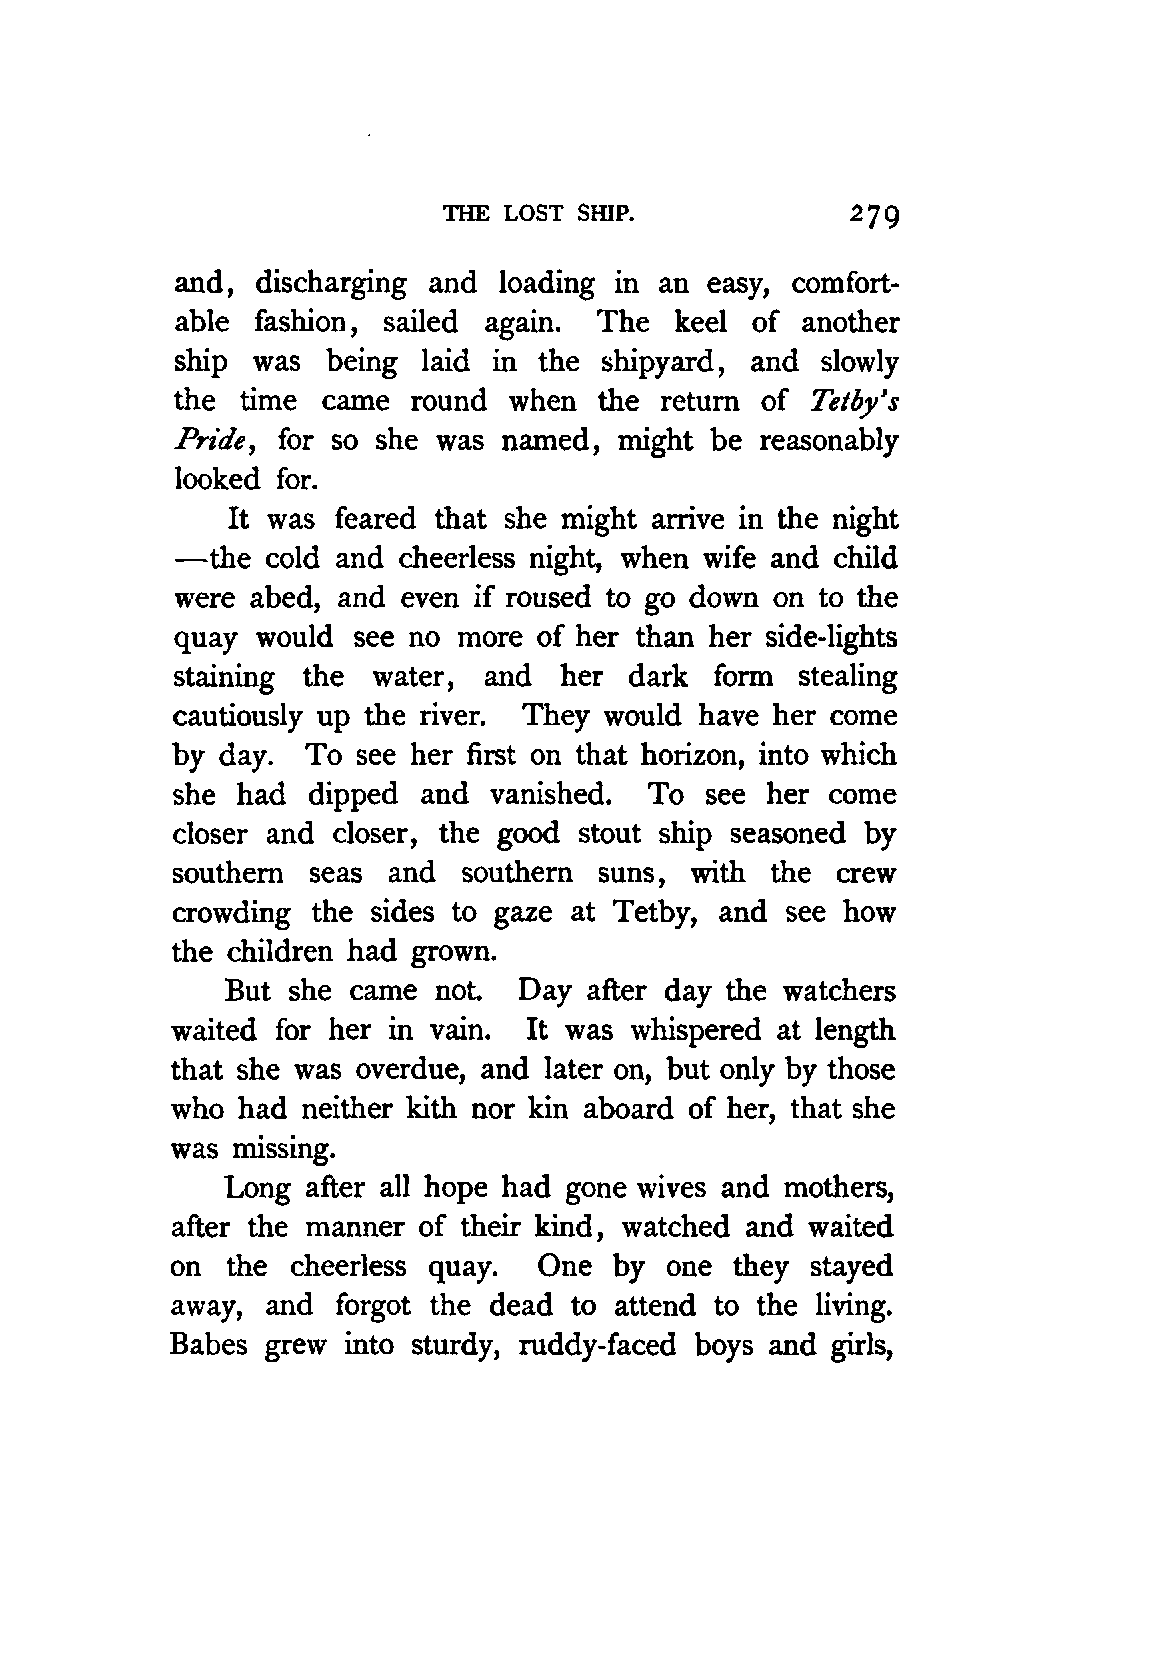 THE LOST SHIP. 279
and, discharging and loading in an easy, comfort-
able fashion, sailed again. The keel of another
ship was being laid in the shipyard, and slowly
the time came round when the return of Tetby's
Pride, for so she was named, might be reasonably
looked for.
It was feared that she might arrive in the night
—the cold and cheerless night, when wife and child
were abed, and even if roused to go down on to the
quay would see no more of her than her side-lights
staining the water, and her dark form stealing
cautiously up the river. They would have her come
by day. To see her first on that horizon, into which
she had dipped and vanished. To see her come
closer and closer, the good stout ship seasoned by
southern seas and southern suns, with the crew
crowding the sides to gaze at Tetby, and see how
the children had grown.
But she came not. Day after day the watchers
waited for her in vain. It was whispered at length
that she was overdue, and later on, but only by those
who had neither kith nor kin aboard of her, that she
was missing.
Long after all hope had gone wives and mothers,
after the manner of their kind, watched and waited
on the cheerless quay. One by one they stayed
away, and forgot the dead to attend to the living.
Babes grew into sturdy, ruddy-faced boys and girls,